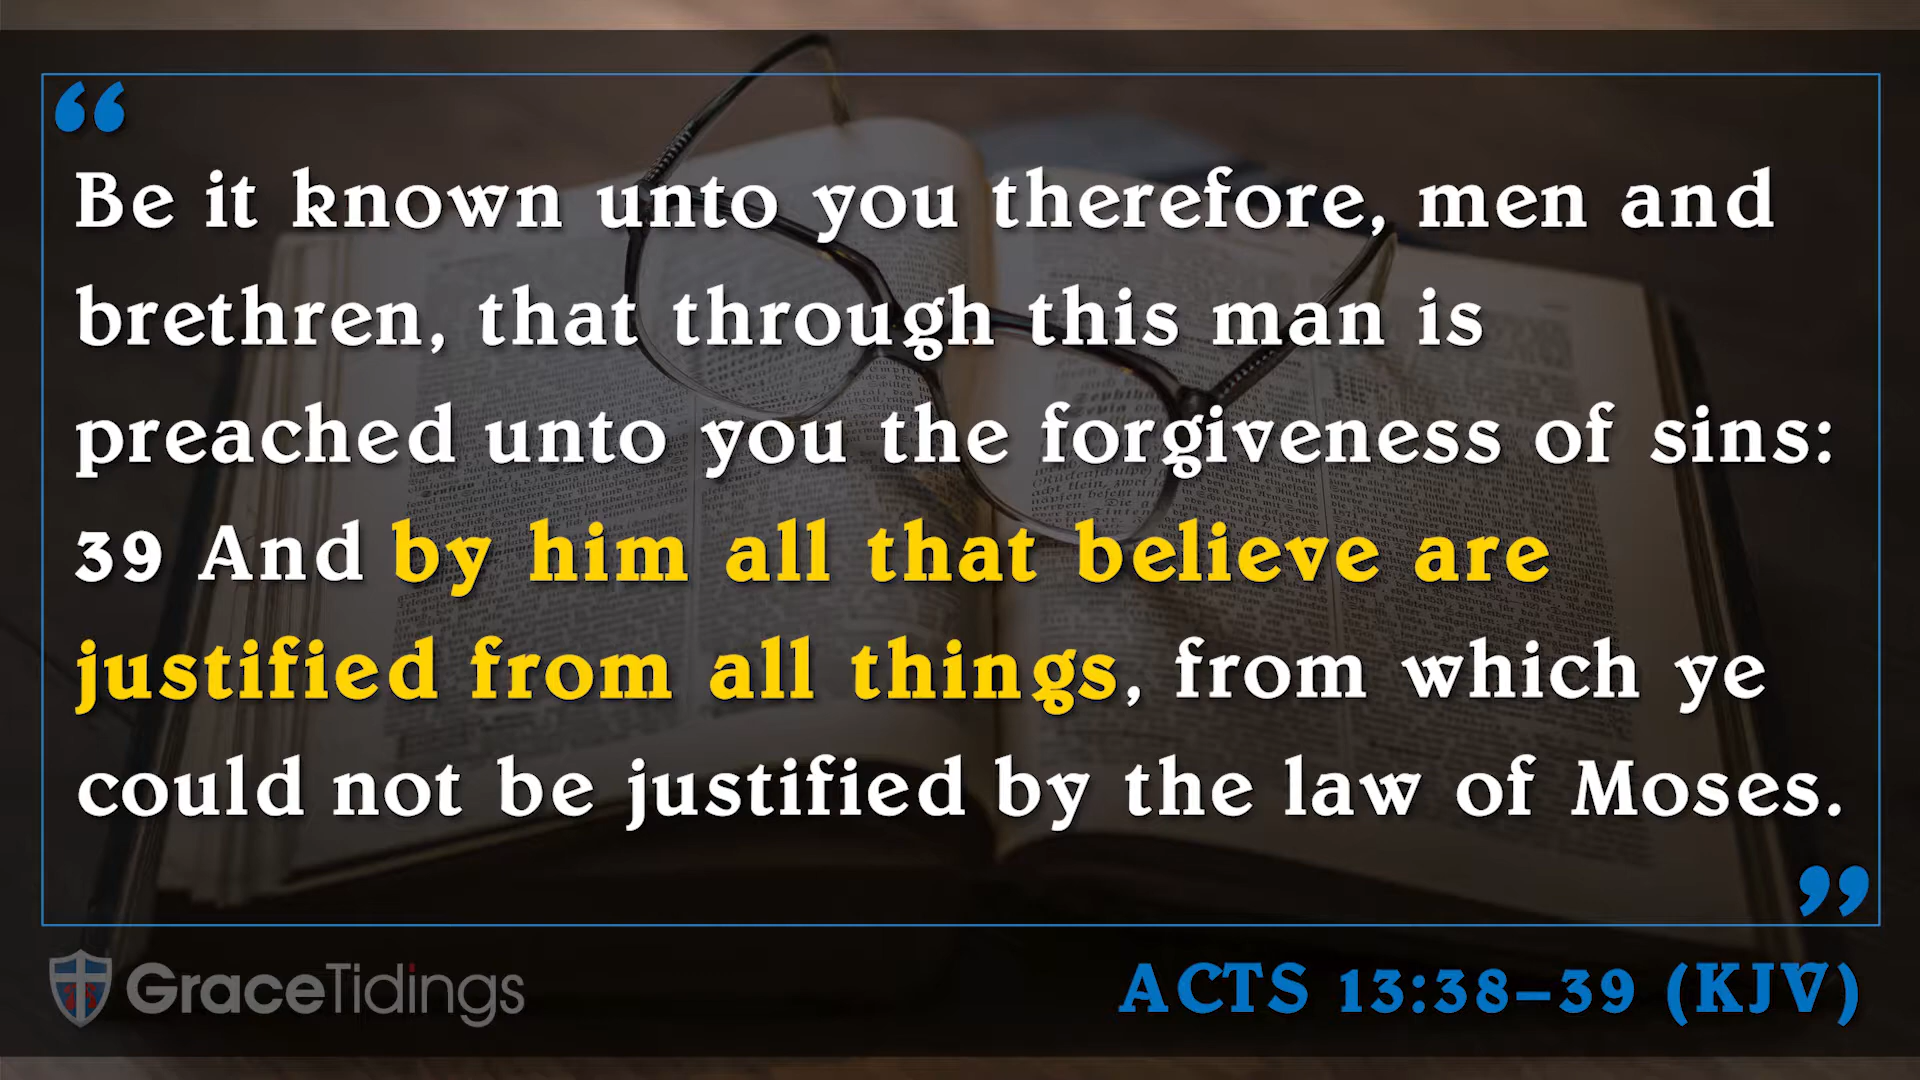 “
Be it known unto you therefore, men and
brethren, that through this man is
preached unto you the forgiveness of sins:
39 And by him all that believe are
justified from all things, from which ye
could not be justified by the law of Moses.
”
GraceTidings
ACTS 13:38–39 (KJV)